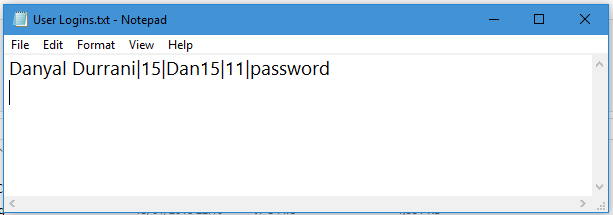 User Logins.txt - Notepad
File Edit Format View Help
Danyal Durrani|15|Dan15|11|password